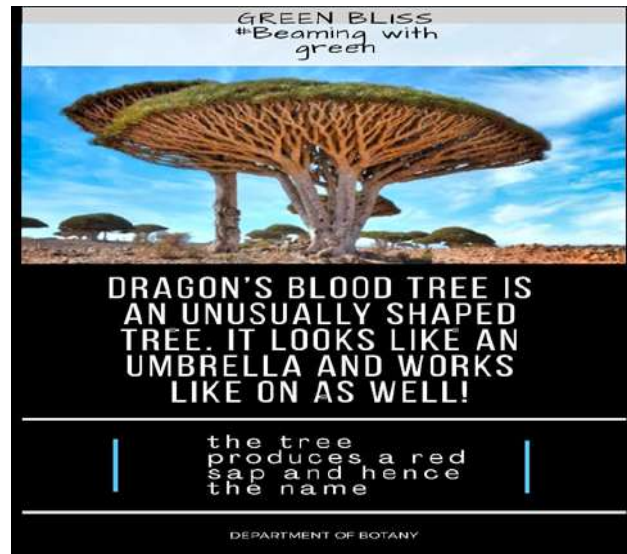 GREEN BLISS
#Beaming with
green
DRAGON'S BLOOD TREE IS
AN UNUSUALLY SHAPED
TREE. IT LOOKS LIKE AN
UMBRELLA AND WORKS
LIKE ON AS WELL!
the tree
produces a red
sap and hence
the name
DEPARTMENT OF BOTANY